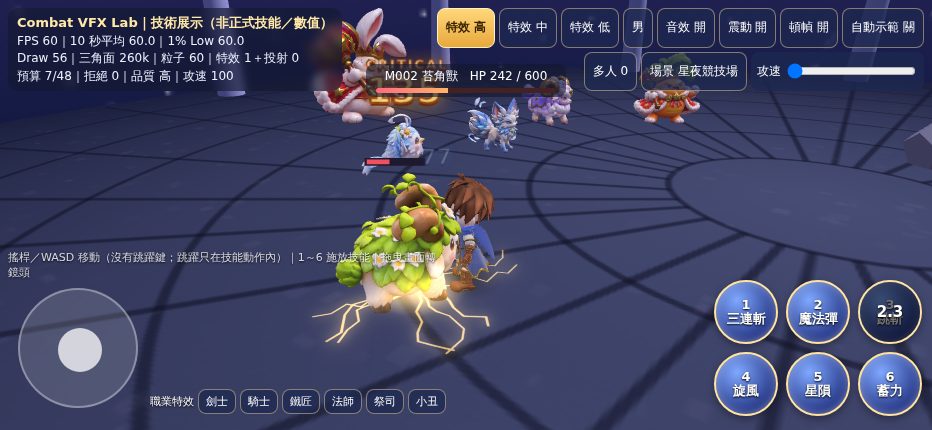 Combat VFX Lab｜技術展示（非正式技能／數值）
FPS 60｜10 秒平均 60.0｜1% Low 60.0
Draw 56｜三角面 260k｜粒子 60｜特效 1＋投射 0
預算 7/48｜拒絕 0｜品質 高｜攻速 100
特效 高
特效 中
特效 低
男
音效 開
震動 開
頓幀 開
自動示範 關
多人 0
場景 星夜競技場
攻速
CRITICAL
135
M002 苔角獸 HP 242 / 600
77
搖桿／WASD 移動（沒有跳躍鍵；跳躍只在技能動作內）｜1～6 施放技能｜拖曳畫面轉
鏡頭
1
三連斬
2
魔法彈
3
2.3
跳斬
4
旋風
5
星隕
6
蓄力
職業特效
劍士
騎士
鐵匠
法師
祭司
小丑